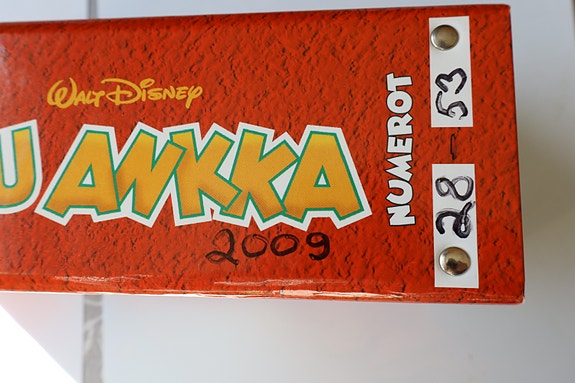 WALT DISNEY
U ANKKA
2009
NUMEROT
28 - 53